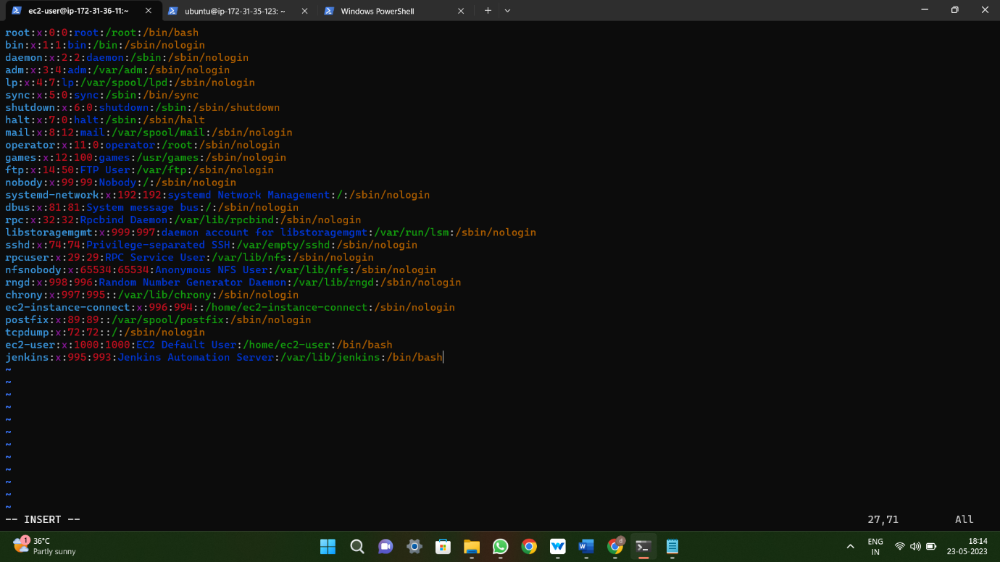 ec2-user@ip-172-31-36-11:~
ubuntu@ip-172-31-35-123: ~
Windows PowerShell
root:x:0:0:root:/root:/bin/bash
bin:x:1:1:bin:/bin:/sbin/nologin
daemon:x:2:2:daemon:/sbin:/sbin/nologin
adm:x:3:4:adm:/var/adm:/sbin/nologin
lp:x:4:7:lp:/var/spool/lpd:/sbin/nologin
sync:x:5:0:sync:/sbin:/bin/sync
shutdown:x:6:0:shutdown:/sbin:/sbin/shutdown
halt:x:7:0:halt:/sbin:/sbin/halt
mail:x:8:12:mail:/var/spool/mail:/sbin/nologin
operator:x:11:0:operator:/root:/sbin/nologin
games:x:12:100:games:/usr/games:/sbin/nologin
ftp:x:14:50:FTP User:/var/ftp:/sbin/nologin
nobody:x:99:99:Nobody:/:/sbin/nologin
systemd-network:x:192:192:systemd Network Management:/:/sbin/nologin
dbus:x:81:81:System message bus:/:/sbin/nologin
rpc:x:32:32:Rpcbind Daemon:/var/lib/rpcbind:/sbin/nologin
libstoragemgmt:x:999:997:daemon account for libstoragemgmt:/var/run/lsm:/sbin/nologin
sshd:x:74:74:Privilege-separated SSH:/var/empty/sshd:/sbin/nologin
rpcuser:x:29:29:RPC Service User:/var/lib/nfs:/sbin/nologin
nfsnobody:x:65534:65534:Anonymous NFS User:/var/lib/nfs:/sbin/nologin
rngd:x:998:996:Random Number Generator Daemon:/var/lib/rngd:/sbin/nologin
chrony:x:997:995::/var/lib/chrony:/sbin/nologin
ec2-instance-connect:x:996:994::/home/ec2-instance-connect:/sbin/nologin
postfix:x:89:89::/var/spool/postfix:/sbin/nologin
tcpdump:x:72:72::/:/sbin/nologin
ec2-user:x:1000:1000:EC2 Default User:/home/ec2-user:/bin/bash
jenkins:x:995:993:Jenkins Automation Server:/var/lib/jenkins:/bin/bash
~
~
~
~
~
~
~
~
~
~
~
~
-- INSERT -- 27,71 All
1
36°C
Partly sunny
W
d
ENG
IN
18:14
23-05-2023